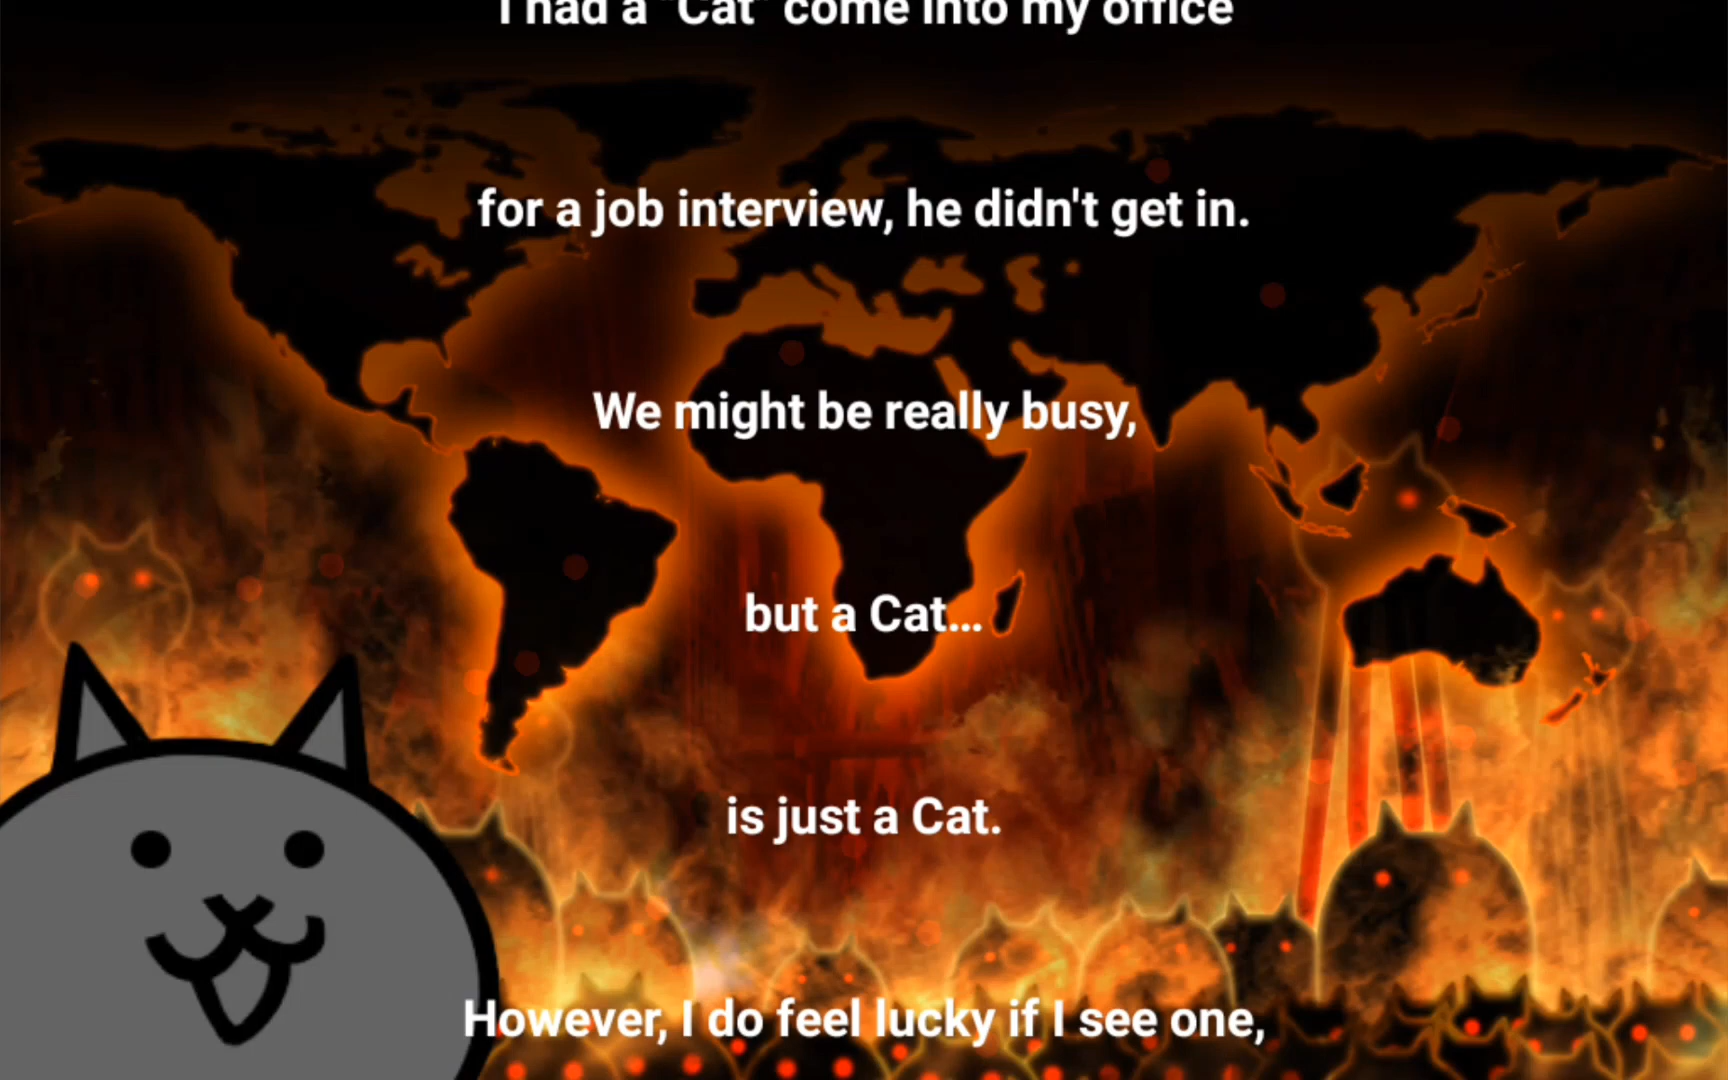 I had a "Cat" come into my office
for a job interview, he didn't get in.
We might be really busy,
but a Cat...
is just a Cat.
However, I do feel lucky if I see one,